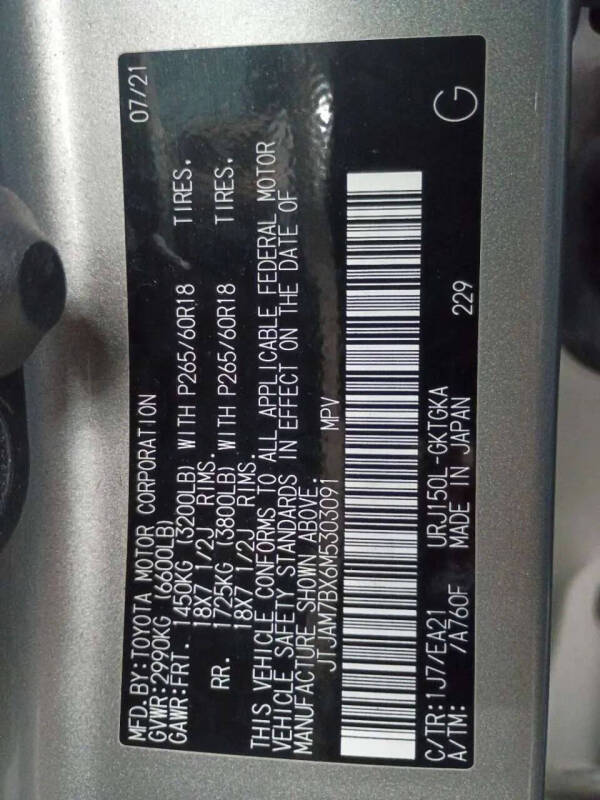 MFD.BY:TOYOTA MOTOR CORPORATION 07/21
GVWR:2990KG (6600LB)
GAWR:FRT. 1450KG (3200LB) WITH P265/60R18 TIRES.
18X7 1/2J RIMS.
RR. 1725KG (3800LB) WITH P265/60R18 TIRES.
18X7 1/2J RIMS.
THIS VEHICLE CONFORMS TO ALL APPLICABLE FEDERAL MOTOR
VEHICLE SAFETY STANDARDS IN EFFECT ON THE DATE OF
MANUFACTURE SHOWN ABOVE.
JTJAM7BX6M5303091 MPV
C/TR:1J7/EA21 URJ150L-GKTGKA G
A/TM: /A760F MADE IN JAPAN 229